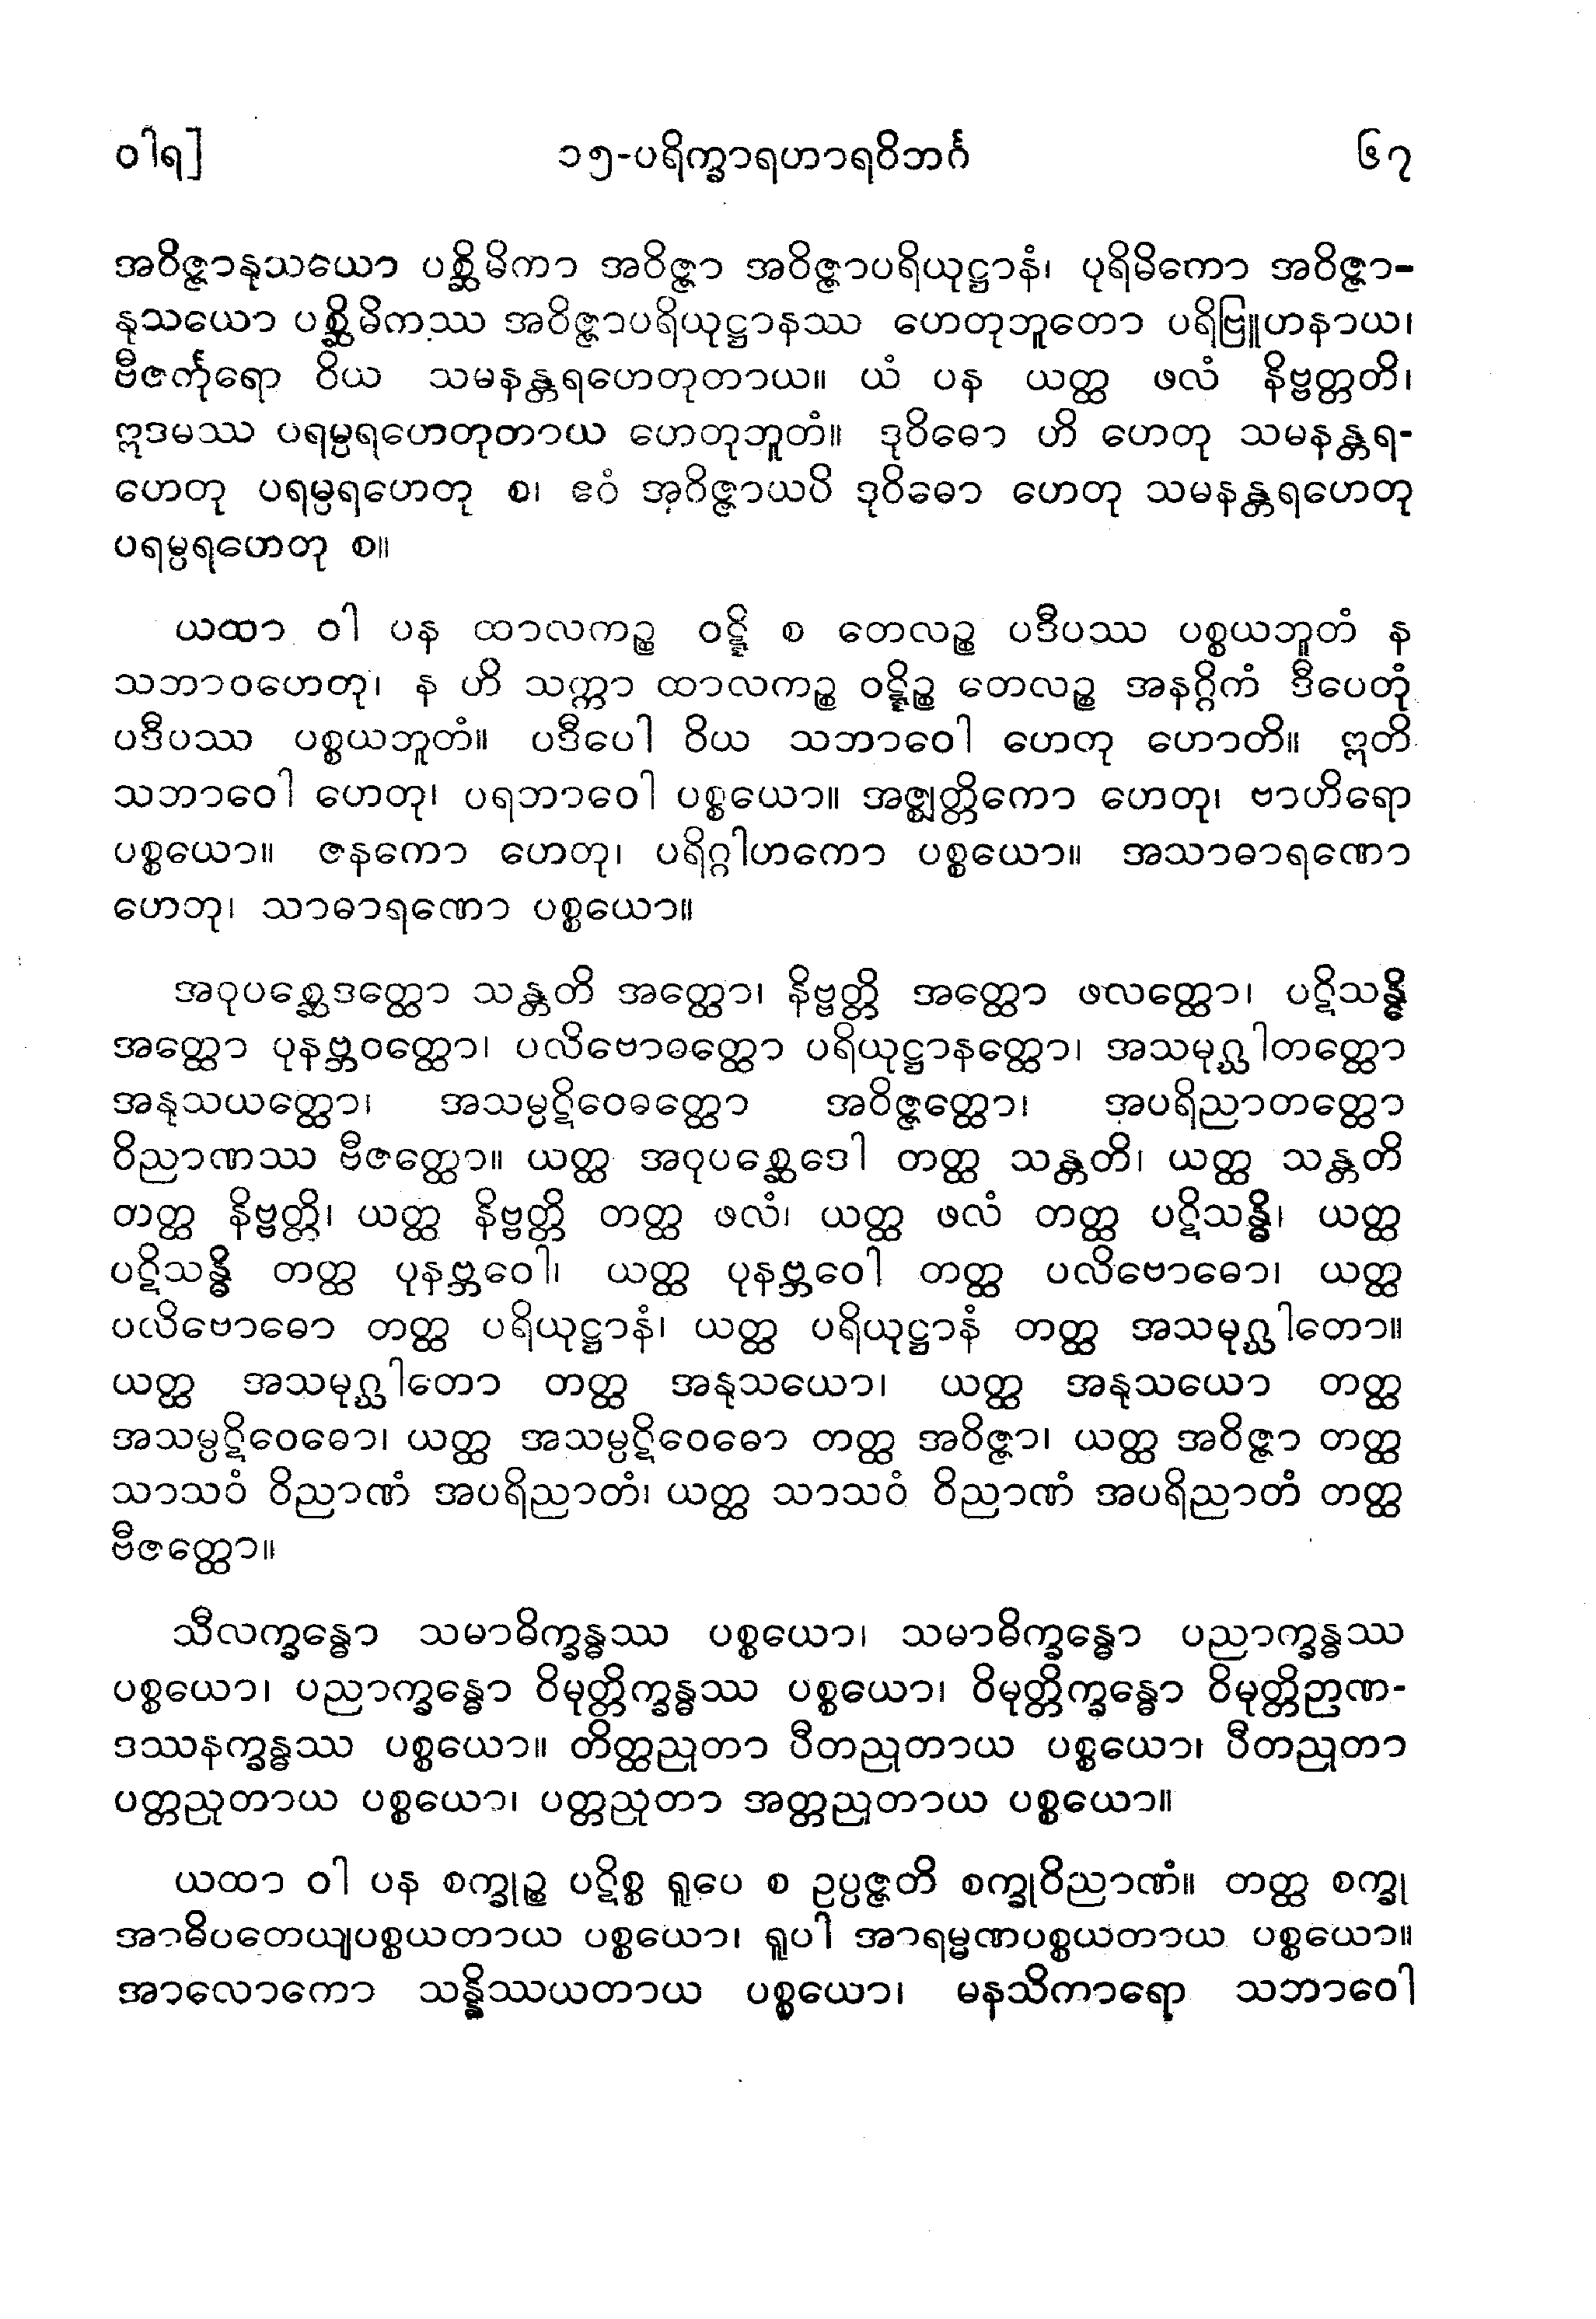 ဝါရ]
၁၅-ပရိက္ခာရဟာရဝိဘင်္ဂ
၆၇
အဝိဇ္ဇာနုသယော ပစ္ဆိမိကာ အဝိဇ္ဇာ အဝိဇ္ဇာပရိယုဋ္ဌာနံ၊ ပုရိမိကော အဝိဇ္ဇာ-
နုသယော ပစ္ဆိမိကဿ အဝိဇ္ဇာပရိယုဋ္ဌာနဿ ဟေတုဘူတော ပရိဗြူဟနာယ၊
ဗီဇင်္ကုရော ဝိယ သမနန္တရဟေတုတာယ။ ယံ ပန ယတ္ထ ဖလံ နိဗ္ဗတ္တတိ၊
ဣဒမဿ ပရမ္ပရဟေတုတာယ ဟေတုဘူတံ။ ဒုဝိဓော ဟိ ဟေတု သမနန္တရ-
ဟေတု ပရမ္ပရဟေတု စ၊ ဧဝံ အဝိဇ္ဇာယပိ ဒုဝိဓော ဟေတု သမနန္တရဟေတု
ပရမ္ပရဟေတု စ။
ယထာ ဝါ ပန ထာလကဉ္စ ဝဋ္ဋိ စ တေလဉ္စ ပဒီပဿ ပစ္စယဘူတံ န
သဘာဝဟေတု၊ န ဟိ သက္ကာ ထာလကဉ္စ ဝဋ္ဋိဉ္စ တေလဉ္စ အနဂ္ဂိကံ ဒီပေတုံ
ပဒီပဿ ပစ္စယဘူတံ။ ပဒီပေါ ဝိယ သဘာဝေါ ဟေတု ဟောတိ။ ဣတိ
သဘာဝေါ ဟေတု၊ ပရဘာဝေါ ပစ္စယော။ အဇ္ဈတ္တိကော ဟေတု၊ ဗာဟိရော
ပစ္စယော။ ဇနကော ဟေတု၊ ပရိဂ္ဂါဟကော ပစ္စယော။ အသာဓာရဏော
ဟေတု၊ သာဓာရဏော ပစ္စယော။
အဝုပစ္ဆေဒတ္ထော သန္တတိ အတ္ထော၊ နိဗ္ဗတ္တိ အတ္ထော ဖလတ္ထော၊ ပဋိသန္ဓိ
အတ္ထော ပုနဗ္ဘဝတ္ထော၊ ပလိဗောဓတ္ထော ပရိယုဋ္ဌာနတ္ထော၊ အသမုဂ္ဃါတတ္ထော
အနုသယတ္ထော၊ အသမ္ပဋိဝေဓတ္ထော အဝိဇ္ဇတ္ထော၊ အပရိညာတတ္ထော
ဝိညာဏဿ ဗီဇတ္ထော။ ယတ္ထ အဝုပစ္ဆေဒေါ တတ္ထ သန္တတိ၊ ယတ္ထ သန္တတိ
တတ္ထ နိဗ္ဗတ္တိ၊ ယတ္ထ နိဗ္ဗတ္တိ တတ္ထ ဖလံ၊ ယတ္ထ ဖလံ တတ္ထ ပဋိသန္ဓိ၊ ယတ္ထ
ပဋိသန္ဓိ တတ္ထ ပုနဗ္ဘဝေါ၊ ယတ္ထ ပုနဗ္ဘဝေါ တတ္ထ ပလိဗောဓော၊ ယတ္ထ
ပလိဗောဓော တတ္ထ ပရိယုဋ္ဌာနံ၊ ယတ္ထ ပရိယုဋ္ဌာနံ တတ္ထ အသမုဂ္ဃါတော။
ယတ္ထ အသမုဂ္ဃါတော တတ္ထ အနုသယော၊ ယတ္ထ အနုသယော တတ္ထ
အသမ္ပဋိဝေဓော၊ ယတ္ထ အသမ္ပဋိဝေဓော တတ္ထ အဝိဇ္ဇာ၊ ယတ္ထ အဝိဇ္ဇာ တတ္ထ
သာသဝံ ဝိညာဏံ အပရိညာတံ၊ ယတ္ထ သာသဝံ ဝိညာဏံ အပရိညာတံ တတ္ထ
ဗီဇတ္ထော။
သီလက္ခန္ဓော သမာဓိက္ခန္ဓဿ ပစ္စယော၊ သမာဓိက္ခန္ဓော ပညာက္ခန္ဓဿ
ပစ္စယော၊ ပညာက္ခန္ဓော ဝိမုတ္တိက္ခန္ဓဿ ပစ္စယော၊ ဝိမုတ္တိက္ခန္ဓော ဝိမုတ္တိဉာဏ-
ဒဿနက္ခန္ဓဿ ပစ္စယော။ တိတ္ထညုတာ ပီတညုတာယ ပစ္စယော၊ ပီတညုတာ
ပတ္တညုတာယ ပစ္စယော၊ ပတ္တညုတာ အတ္တညုတာယ ပစ္စယော။
ယထာ ဝါ ပန စက္ခုဉ္စ ပဋိစ္စ ရူပေ စ ဥပ္ပဇ္ဇတိ စက္ခုဝိညာဏံ။ တတ္ထ စက္ခု
အာဓိပတေယျပစ္စယတာယ ပစ္စယော၊ ရူပါ အာရမ္မဏပစ္စယတာယ ပစ္စယော။
အာလောကော သန္နိဿယတာယ ပစ္စယော၊ မနသိကာရော သဘာဝေါ